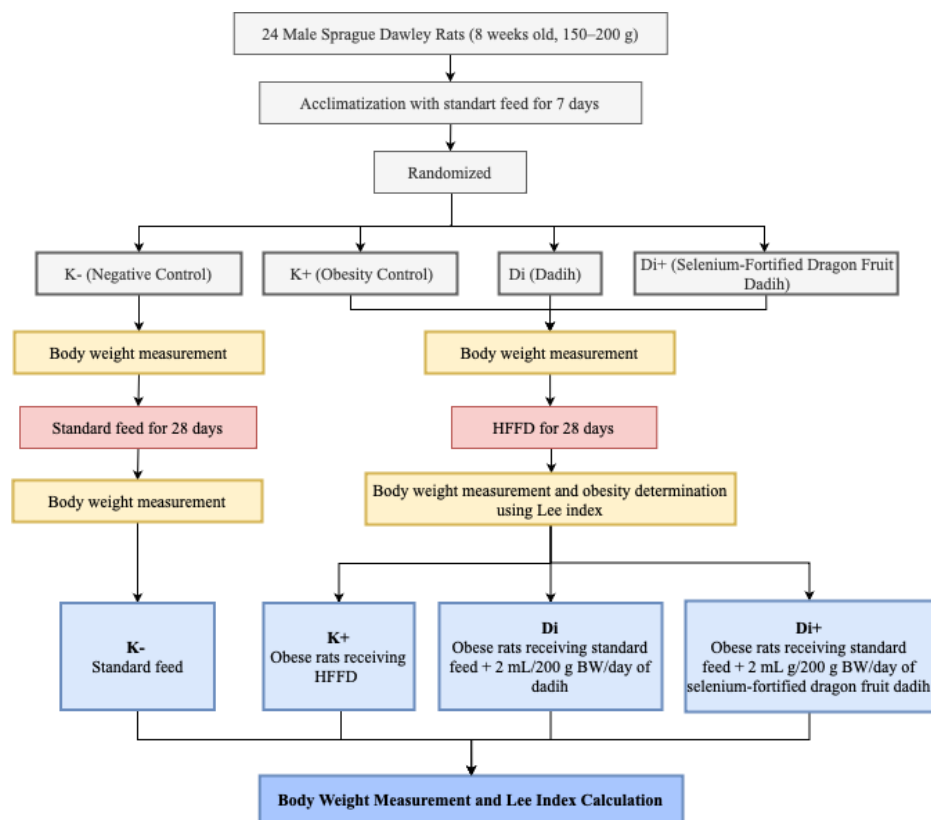 24 Male Sprague Dawley Rats (8 weeks old, 150–200 g)
Acclimatization with standart feed for 7 days
Randomized
K- (Negative Control)
K+ (Obesity Control)
Di (Dadih)
Di+ (Selenium-Fortified Dragon Fruit
Dadih)
Body weight measurement
Body weight measurement
Standard feed for 28 days
HFFD for 28 days
Body weight measurement
Body weight measurement and obesity determination
using Lee index
K-
Standard feed
K+
Obese rats receiving
HFFD
Di
Obese rats receiving standard
feed + 2 mL/200 g BW/day of
dadih
Di+
Obese rats receiving standard
feed + 2 mL g/200 g BW/day of
selenium-fortified dragon fruit dadih
Body Weight Measurement and Lee Index Calculation